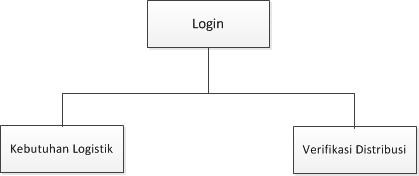 Login
Kebutuhan Logistik
Verifikasi Distribusi